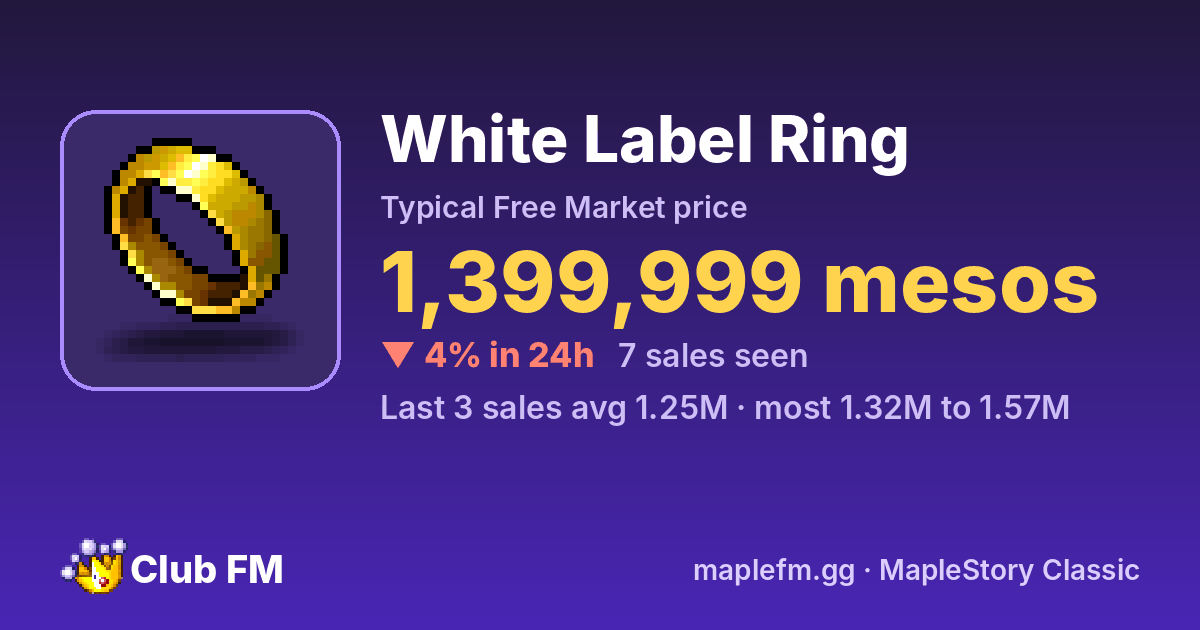 White Label Ring
Typical Free Market price
1,399,999 mesos
▼ 4% in 24h 7 sales seen
Last 3 sales avg 1.25M · most 1.32M to 1.57M
Club FM
maplefm.gg · MapleStory Classic